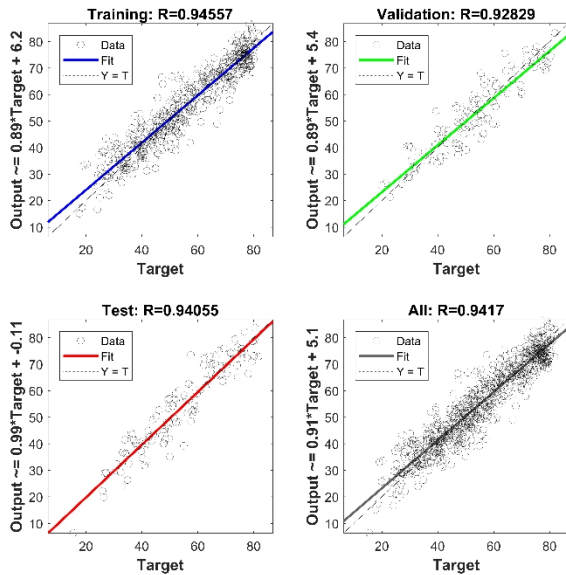 Training: R=0.94557
Output ~= 0.89*Target + 6.2
80
70
60
50
40
30
20
10
Data
Fit
Y = T
20 40 60 80
Target
Validation: R=0.92829
Output ~= 0.89*Target + 5.4
80
70
60
50
40
30
20
10
Data
Fit
Y = T
20 40 60 80
Target
Test: R=0.94055
Output ~= 0.99*Target + -0.11
80
70
60
50
40
30
20
10
Data
Fit
Y = T
20 40 60 80
Target
All: R=0.9417
Output ~= 0.91*Target + 5.1
80
70
60
50
40
30
20
10
Data
Fit
Y = T
20 40 60 80
Target